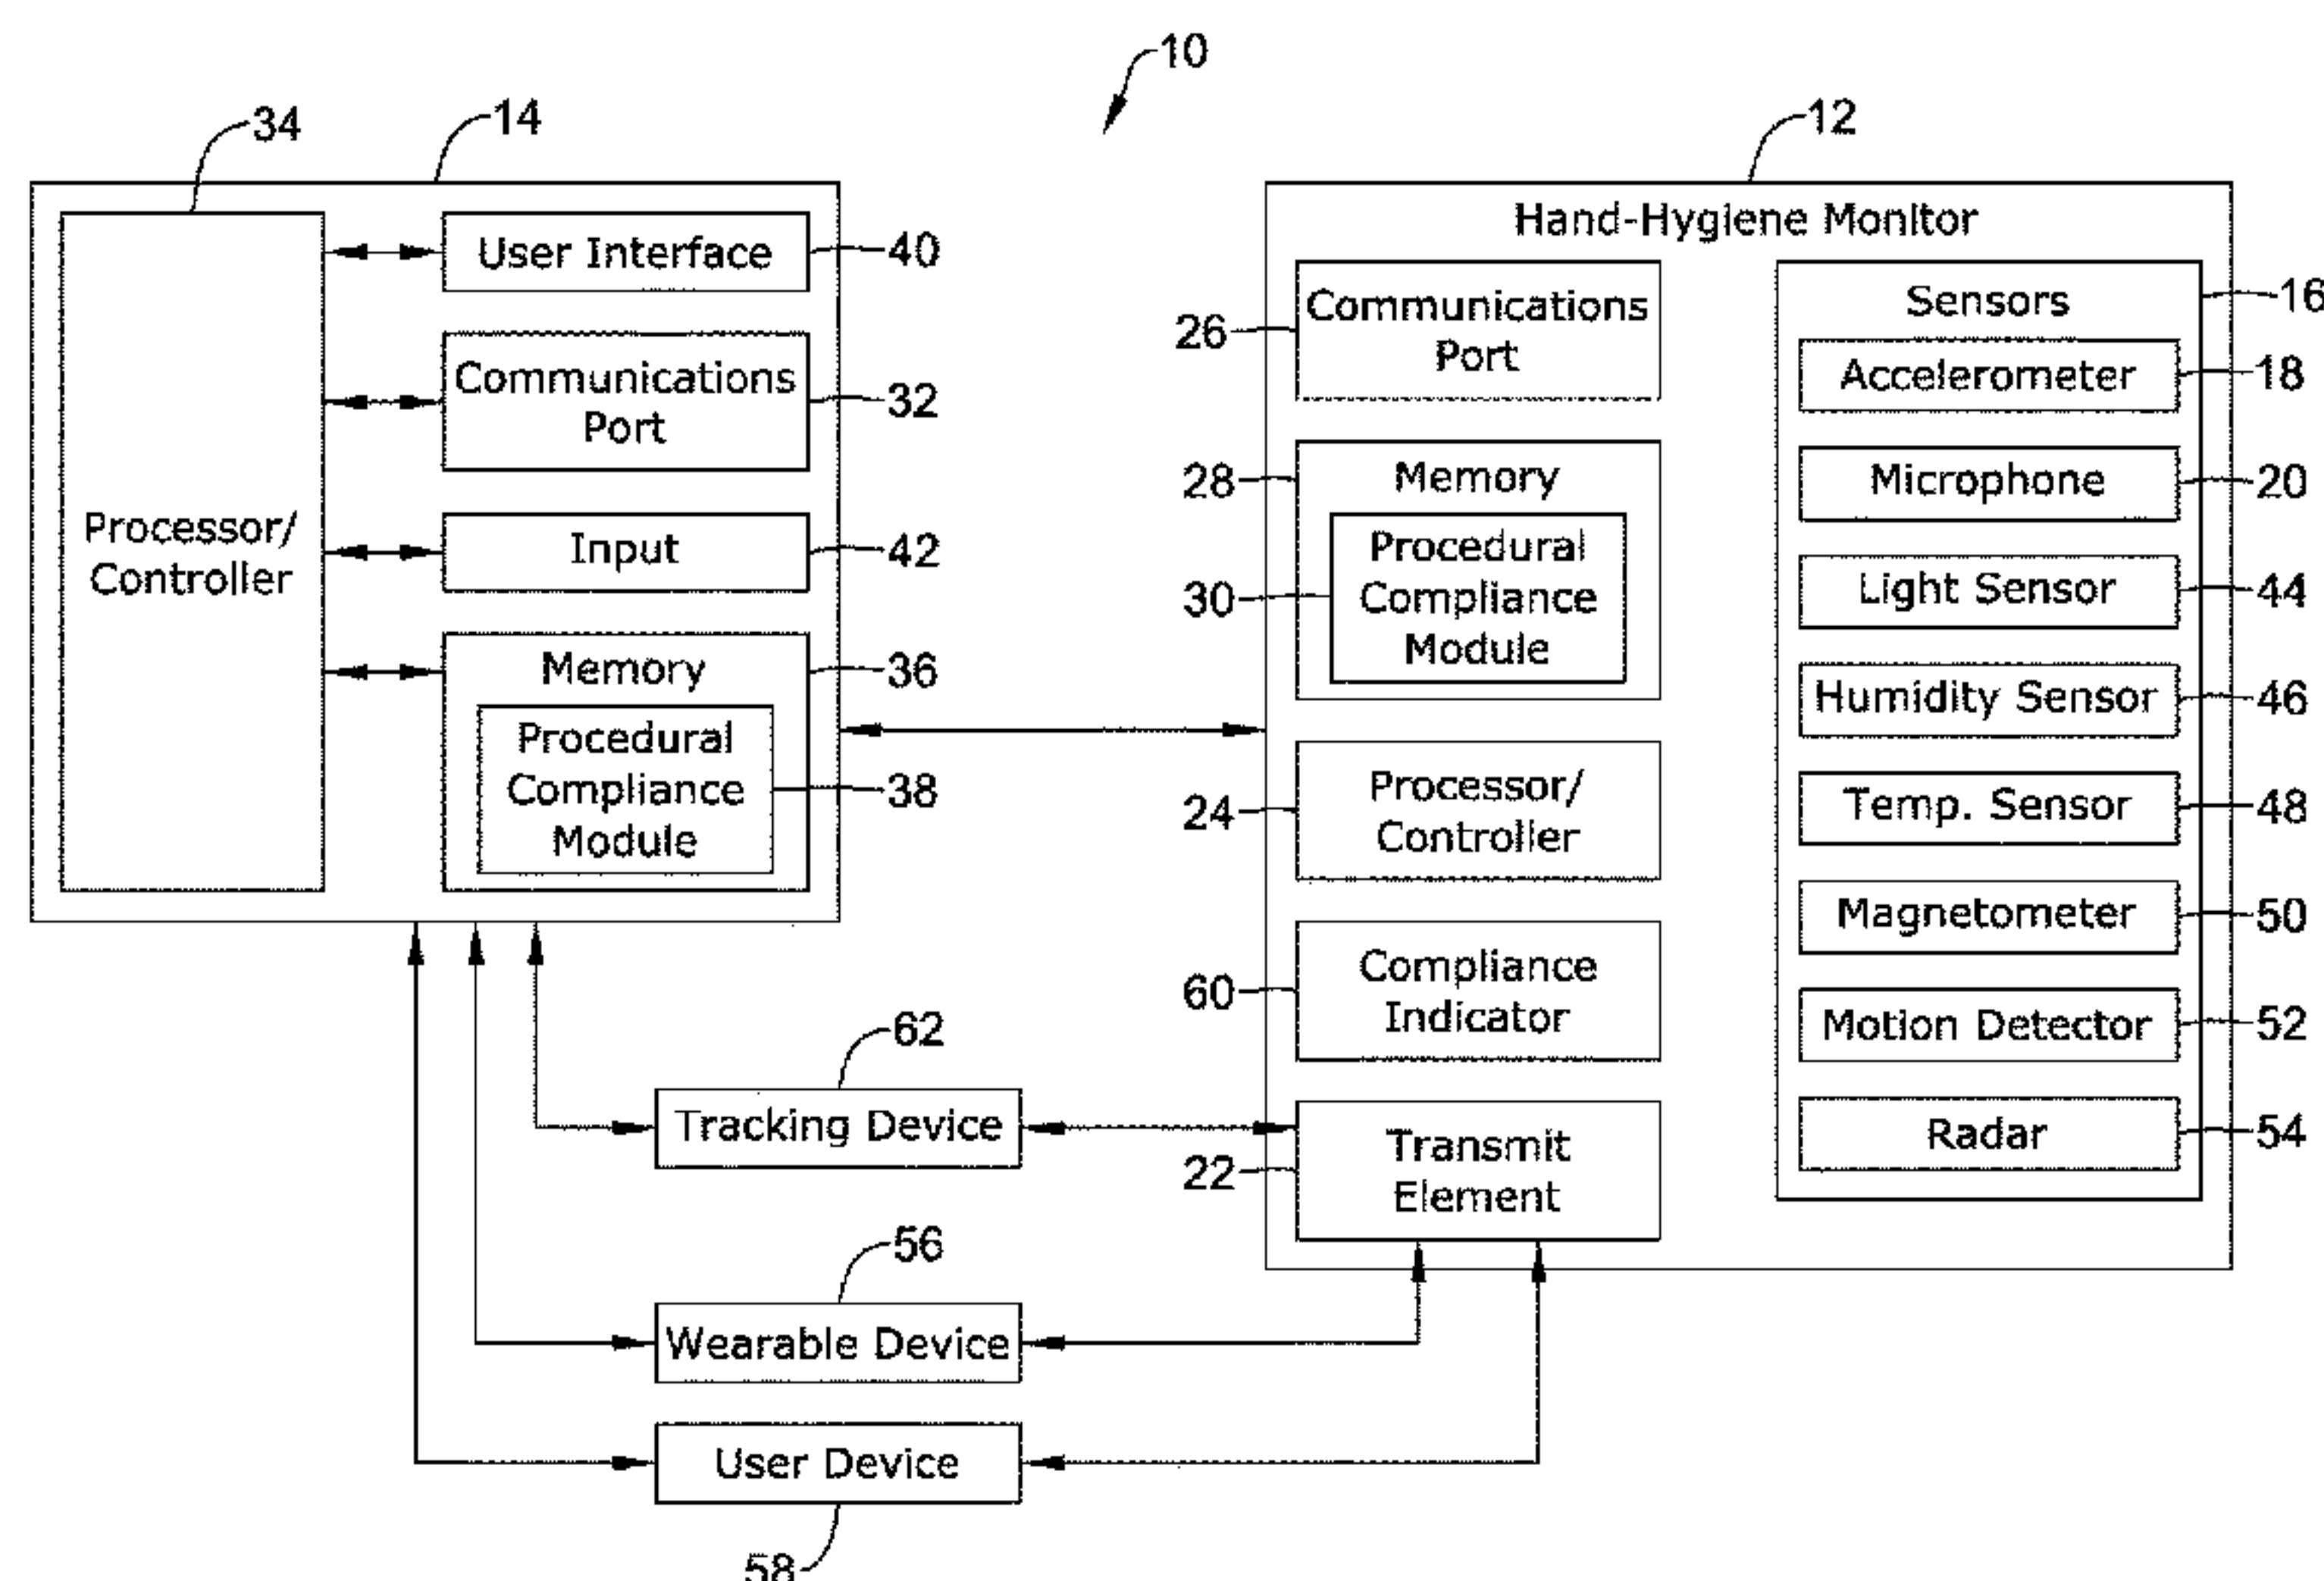 10
34
14
12
Hand-Hygiene Monitor
User Interface
40
Communications
Port
32
Input
42
Processor/
Controller
Memory
36
Procedural
Compliance
Module
38
Communications
Port
26
Memory
28
Procedural
Compliance
Module
30
Processor/
Controller
24
Compliance
Indicator
60
Transmit
Element
22
Sensors
16
Accelerometer
18
Microphone
20
Light Sensor
44
Humidity Sensor
46
Temp. Sensor
48
Magnetometer
50
Motion Detector
52
Radar
54
62
Tracking Device
56
Wearable Device
User Device
58